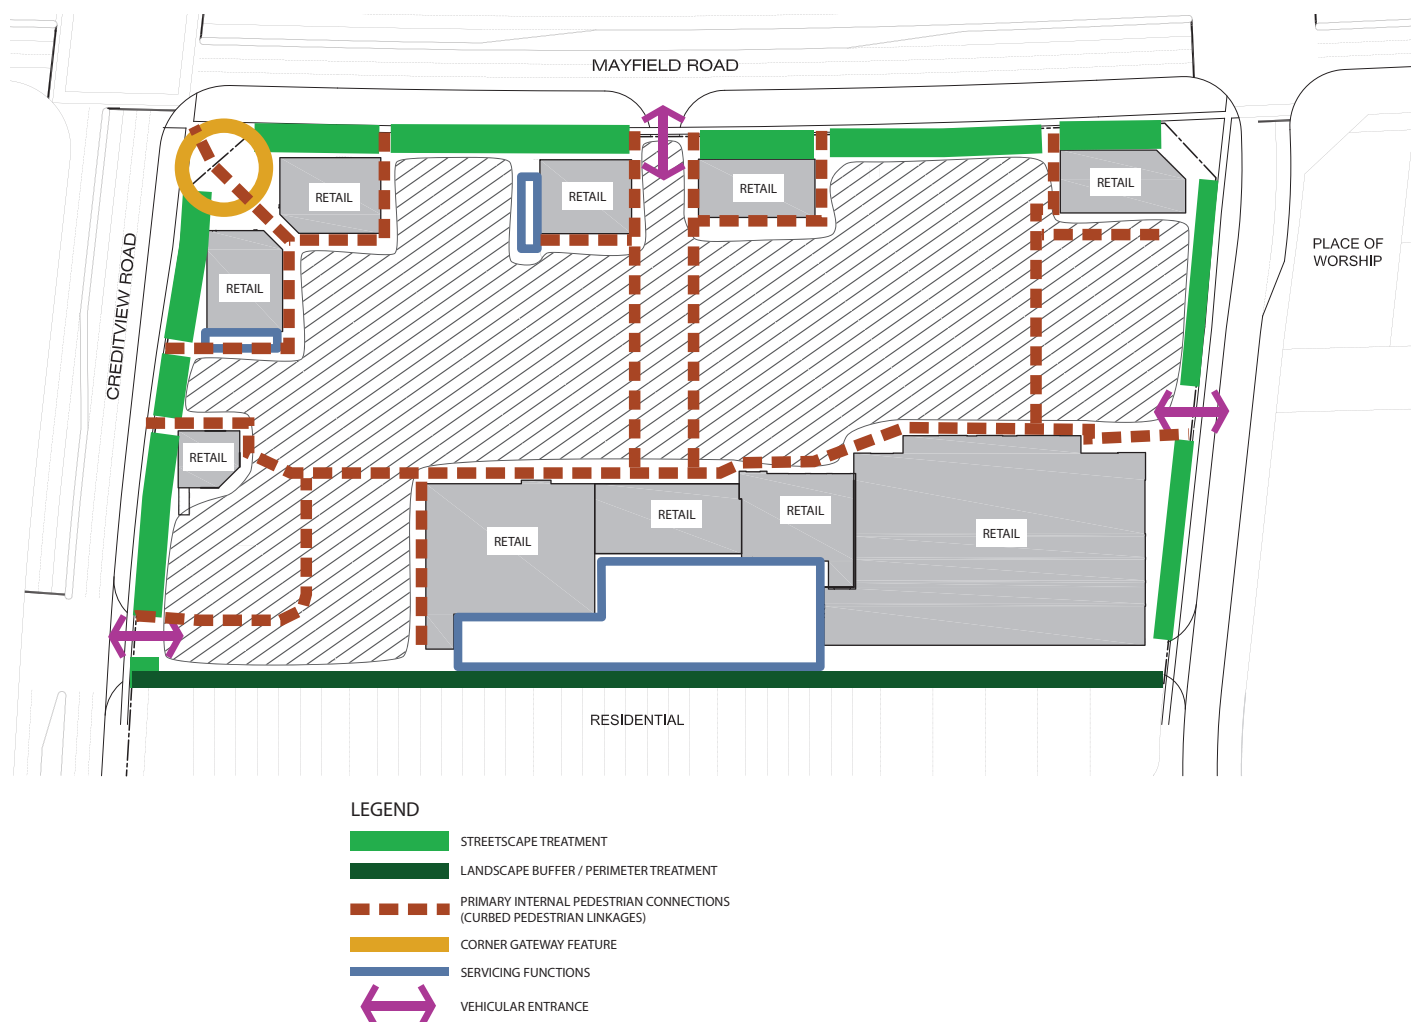 MAYFIELD ROAD
RETAIL
RETAIL
RETAIL
RETAIL
PLACE OF
WORSHIP
CREDITVIEW ROAD
RETAIL
RETAIL
RETAIL
RETAIL
RETAIL
RETAIL
RESIDENTIAL
LEGEND
STREETSCAPE TREATMENT
LANDSCAPE BUFFER / PERIMETER TREATMENT
PRIMARY INTERNAL PEDESTRIAN CONNECTIONS
(CURBED PEDESTRIAN LINKAGES)
CORNER GATEWAY FEATURE
SERVICING FUNCTIONS
VEHICULAR ENTRANCE